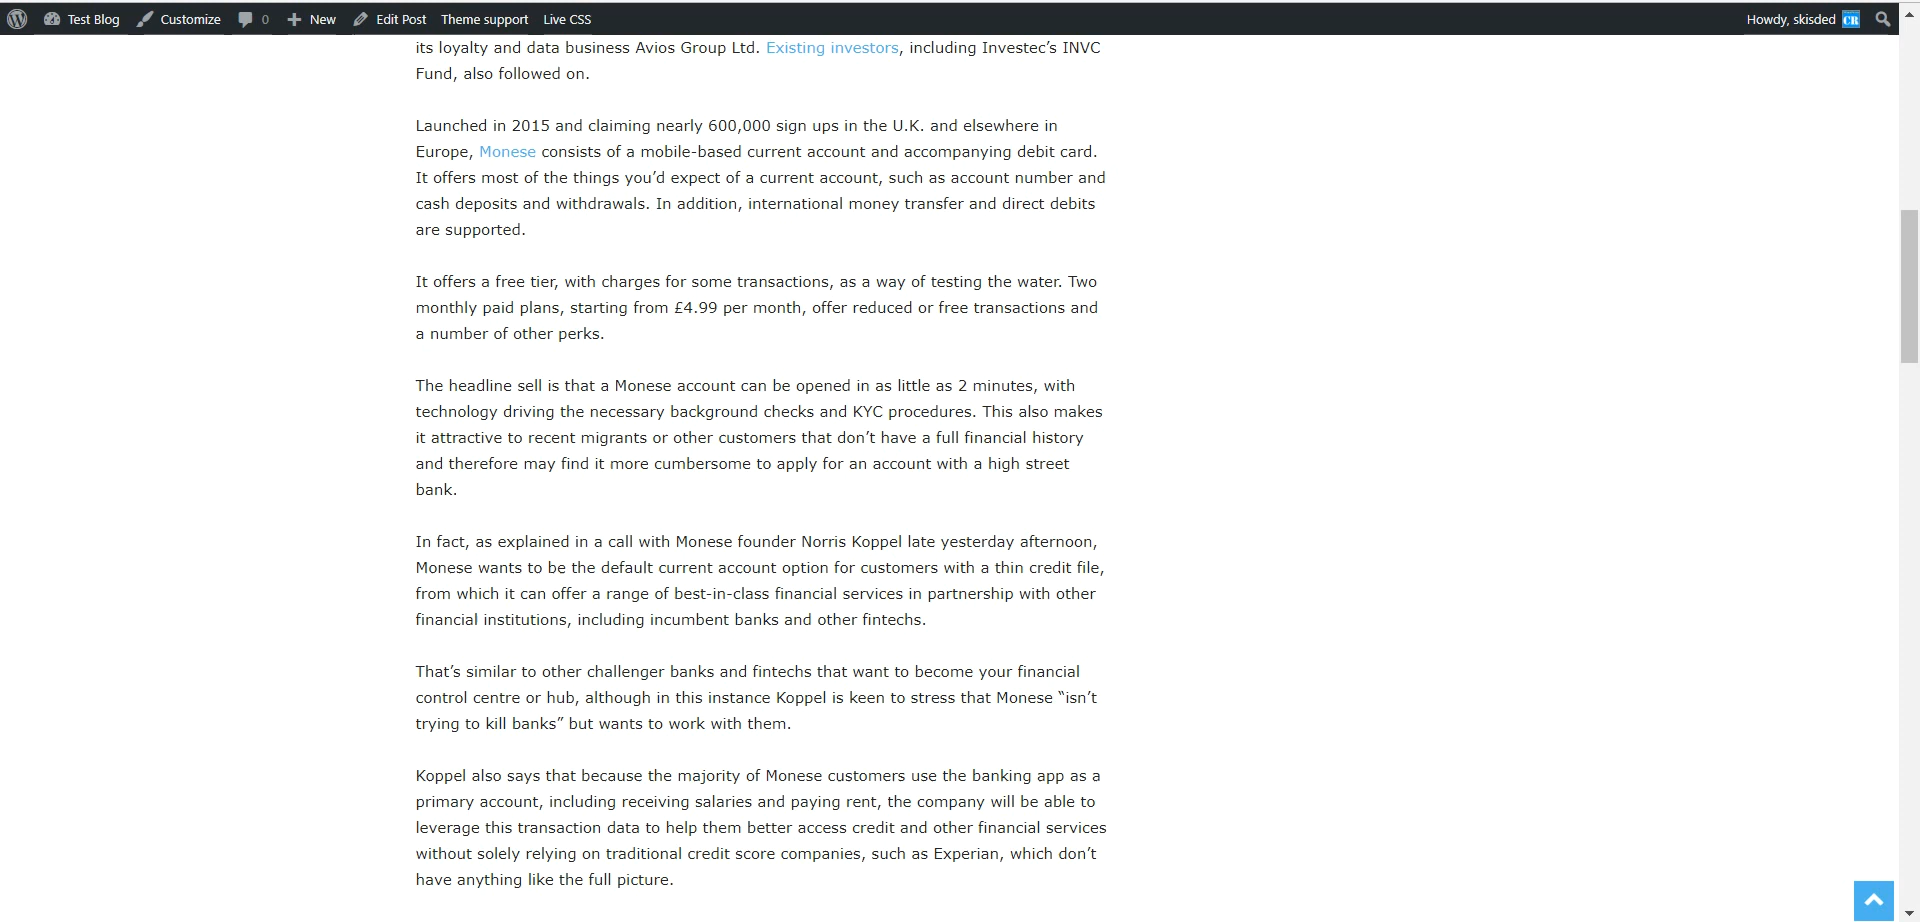 Test Blog Customize 0 New Edit Post Theme support Live CSS Howdy, skisded CR
its loyalty and data business Avios Group Ltd. Existing investors, including Investec’s INVC
Fund, also followed on.
Launched in 2015 and claiming nearly 600,000 sign ups in the U.K. and elsewhere in
Europe, Monese consists of a mobile-based current account and accompanying debit card.
It offers most of the things you’d expect of a current account, such as account number and
cash deposits and withdrawals. In addition, international money transfer and direct debits
are supported.
It offers a free tier, with charges for some transactions, as a way of testing the water. Two
monthly paid plans, starting from £4.99 per month, offer reduced or free transactions and
a number of other perks.
The headline sell is that a Monese account can be opened in as little as 2 minutes, with
technology driving the necessary background checks and KYC procedures. This also makes
it attractive to recent migrants or other customers that don’t have a full financial history
and therefore may find it more cumbersome to apply for an account with a high street
bank.
In fact, as explained in a call with Monese founder Norris Koppel late yesterday afternoon,
Monese wants to be the default current account option for customers with a thin credit file,
from which it can offer a range of best-in-class financial services in partnership with other
financial institutions, including incumbent banks and other fintechs.
That’s similar to other challenger banks and fintechs that want to become your financial
control centre or hub, although in this instance Koppel is keen to stress that Monese “isn’t
trying to kill banks” but wants to work with them.
Koppel also says that because the majority of Monese customers use the banking app as a
primary account, including receiving salaries and paying rent, the company will be able to
leverage this transaction data to help them better access credit and other financial services
without solely relying on traditional credit score companies, such as Experian, which don’t
have anything like the full picture.